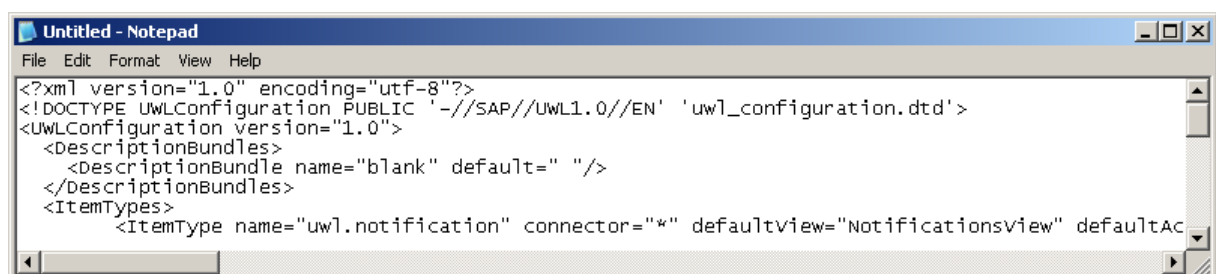 Untitled - Notepad
File Edit Format View Help
<?xml version="1.0" encoding="utf-8"?>
<!DOCTYPE UWLConfiguration PUBLIC '-//SAP//UWL1.0//EN' 'uwl_configuration.dtd'>
<UWLConfiguration version="1.0">
  <DescriptionBundles>
    <DescriptionBundle name="blank" default=" "/>
  </DescriptionBundles>
  <ItemTypes>
        <ItemType name="uwl.notification" connector="*" defaultView="NotificationsView" defaultAc